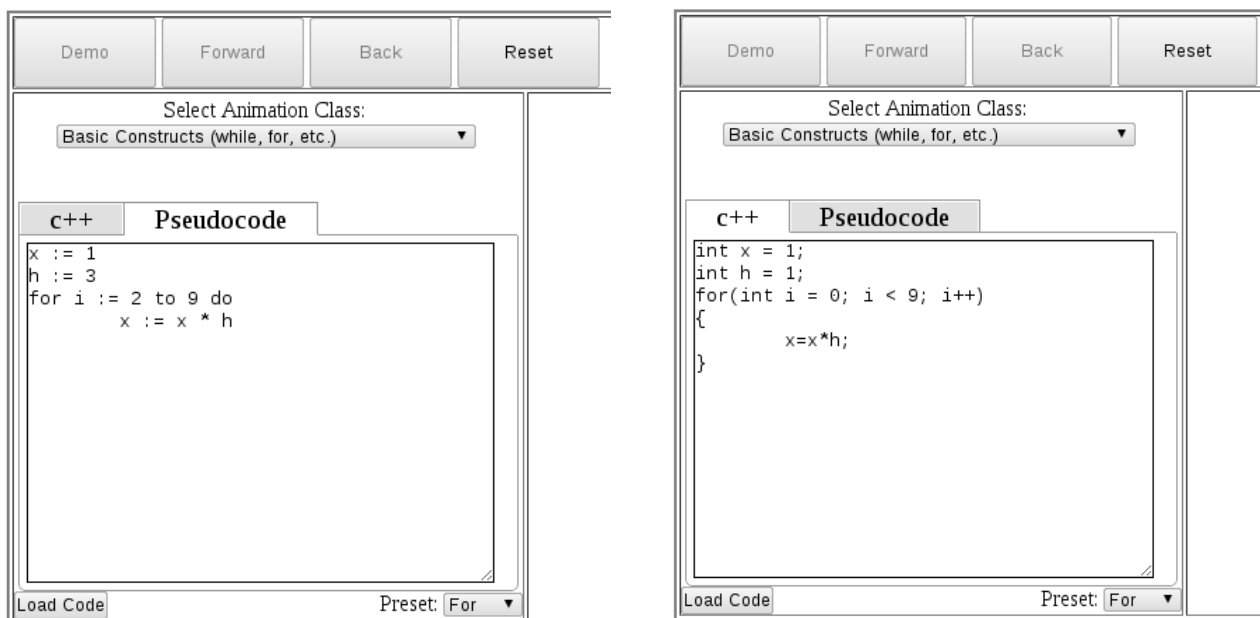 Demo Forward Back Reset
Select Animation Class:
Basic Constructs (while, for, etc.)
c++ Pseudocode
x := 1
h := 3
for i := 2 to 9 do
x := x * h
Load Code Preset: For
Demo Forward Back Reset
Select Animation Class:
Basic Constructs (while, for, etc.)
c++ Pseudocode
int x = 1;
int h = 1;
for(int i = 0; i < 9; i++)
{
x=x*h;
}
Load Code Preset: For